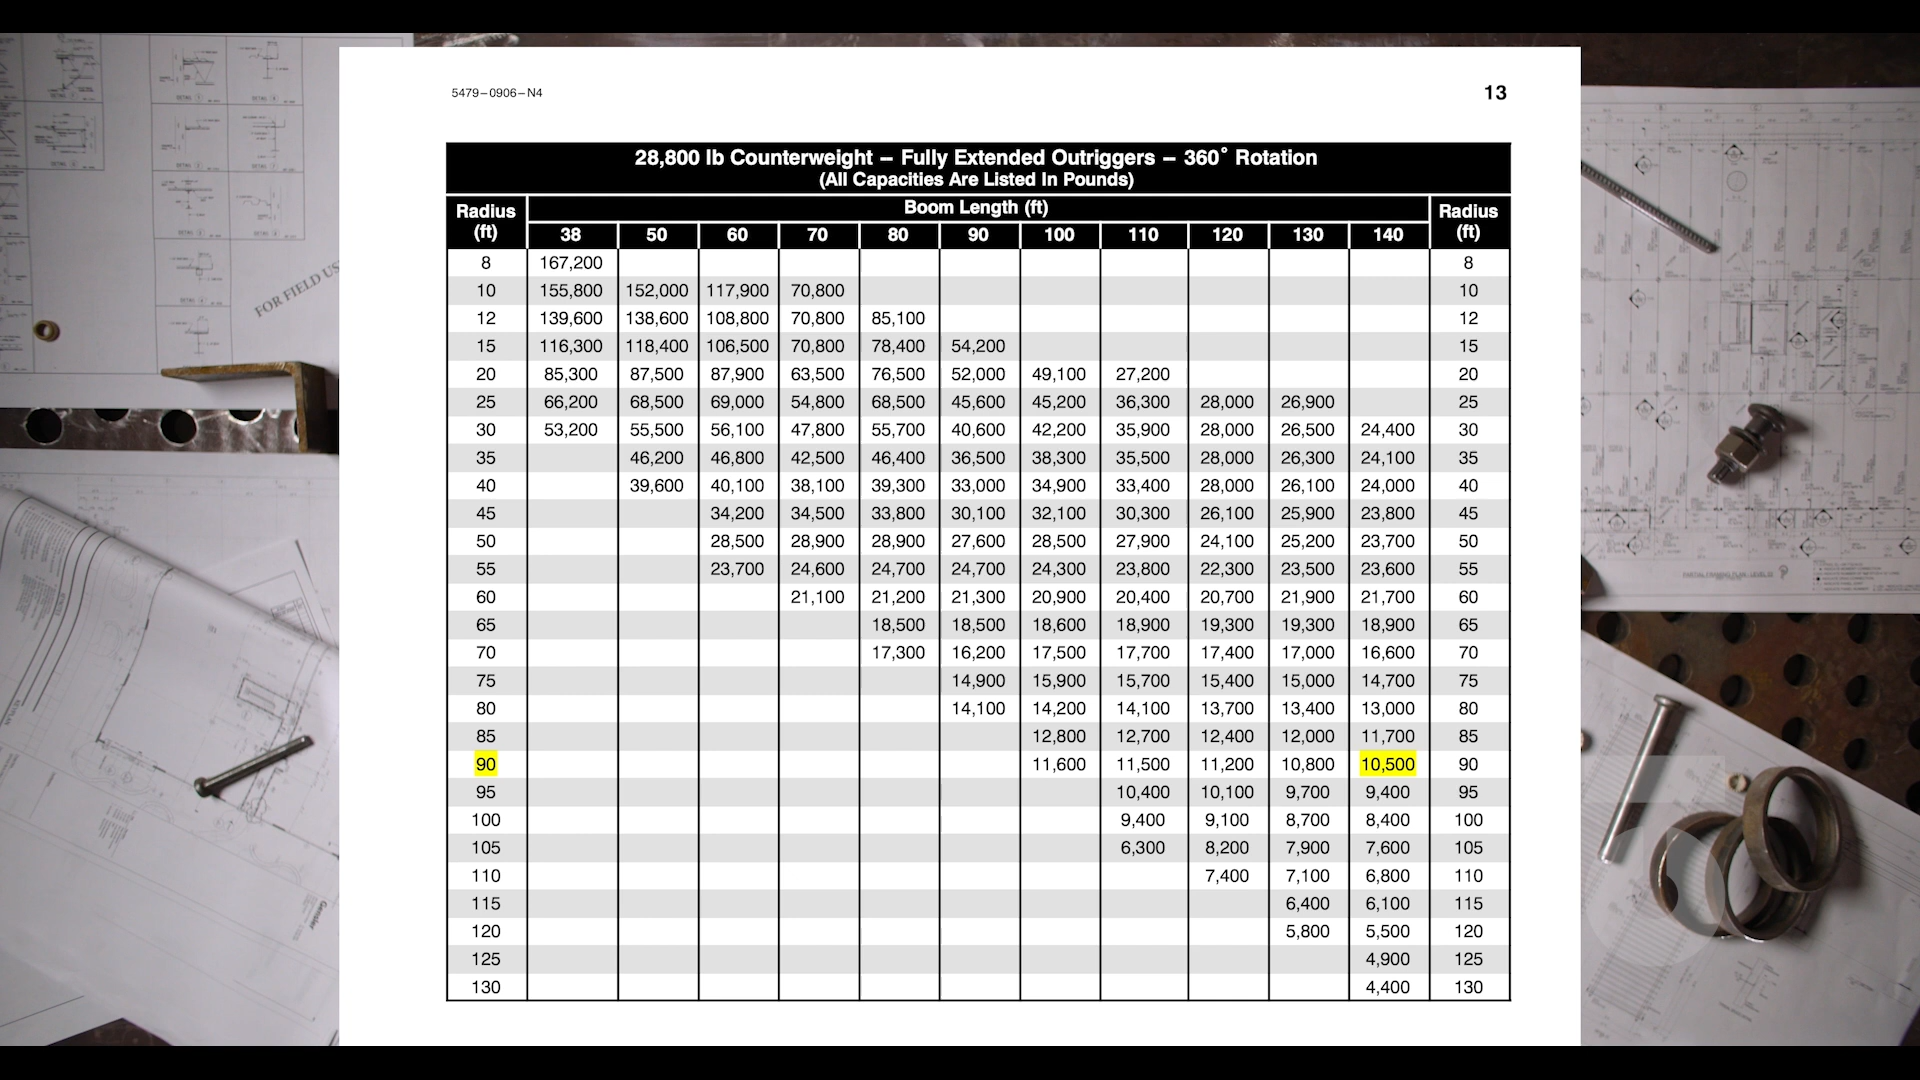 5479-0906-N4
13
28,800 lb Counterweight – Fully Extended Outriggers – 360° Rotation
(All Capacities Are Listed In Pounds)
Radius (ft) Boom Length (ft) Radius (ft)
38 50 60 70 80 90 100 110 120 130 140
8 167,200 8
10 155,800 152,000 117,900 70,800 10
12 139,600 138,600 108,800 70,800 85,100 12
15 116,300 118,400 106,500 70,800 78,400 54,200 15
20 85,300 87,500 87,900 63,500 76,500 52,000 49,100 27,200 20
25 66,200 68,500 69,000 54,800 68,500 45,600 45,200 36,300 28,000 26,900 25
30 53,200 55,500 56,100 47,800 55,700 40,600 42,200 35,900 28,000 26,500 24,400 30
35 46,200 46,800 42,500 46,400 36,500 38,300 35,500 28,000 26,300 24,100 35
40 39,600 40,100 38,100 39,300 33,000 34,900 33,400 28,000 26,100 24,000 40
45 34,200 34,500 33,800 30,100 32,100 30,300 26,100 25,900 23,800 45
50 28,500 28,900 28,900 27,600 28,500 27,900 24,100 25,200 23,700 50
55 23,700 24,600 24,700 24,700 24,300 23,800 22,300 23,500 23,600 55
60 21,100 21,200 21,300 20,900 20,400 20,700 21,900 21,700 60
65 18,500 18,500 18,600 18,900 19,300 19,300 18,900 65
70 17,300 16,200 17,500 17,700 17,400 17,000 16,600 70
75 14,900 15,900 15,700 15,400 15,000 14,700 75
80 14,100 14,200 14,100 13,700 13,400 13,000 80
85 12,800 12,700 12,400 12,000 11,700 85
90 11,600 11,500 11,200 10,800 10,500 90
95 10,400 10,100 9,700 9,400 95
100 9,400 9,100 8,700 8,400 100
105 6,300 8,200 7,900 7,600 105
110 7,400 7,100 6,800 110
115 6,400 6,100 115
120 5,800 5,500 120
125 4,900 125
130 4,400 130
FOR FIELD US